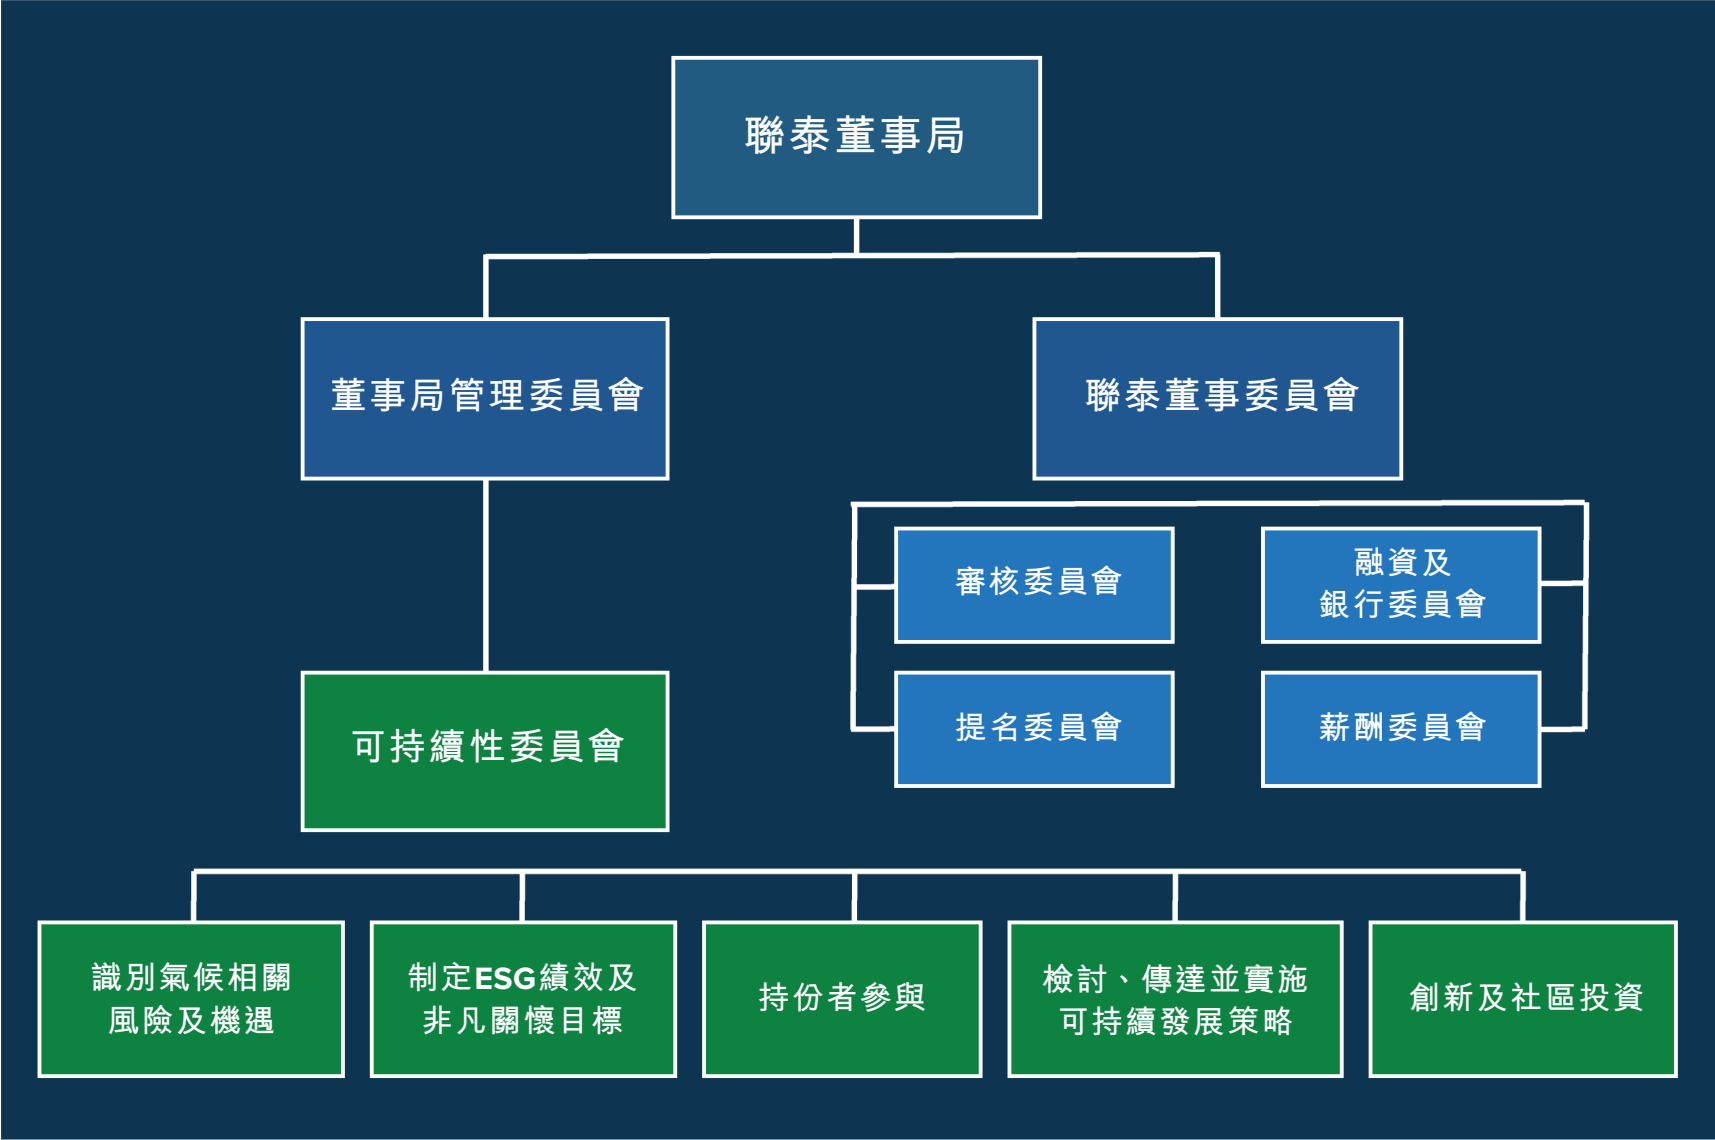 聯泰董事局
董事局管理委員會
聯泰董事委員會
審核委員會
融資及
銀行委員會
提名委員會
薪酬委員會
可持續性委員會
識別氣候相關
風險及機遇
制定ESG績效及
非凡關懷目標
持份者參與
檢討、傳達並實施
可持續發展策略
創新及社區投資